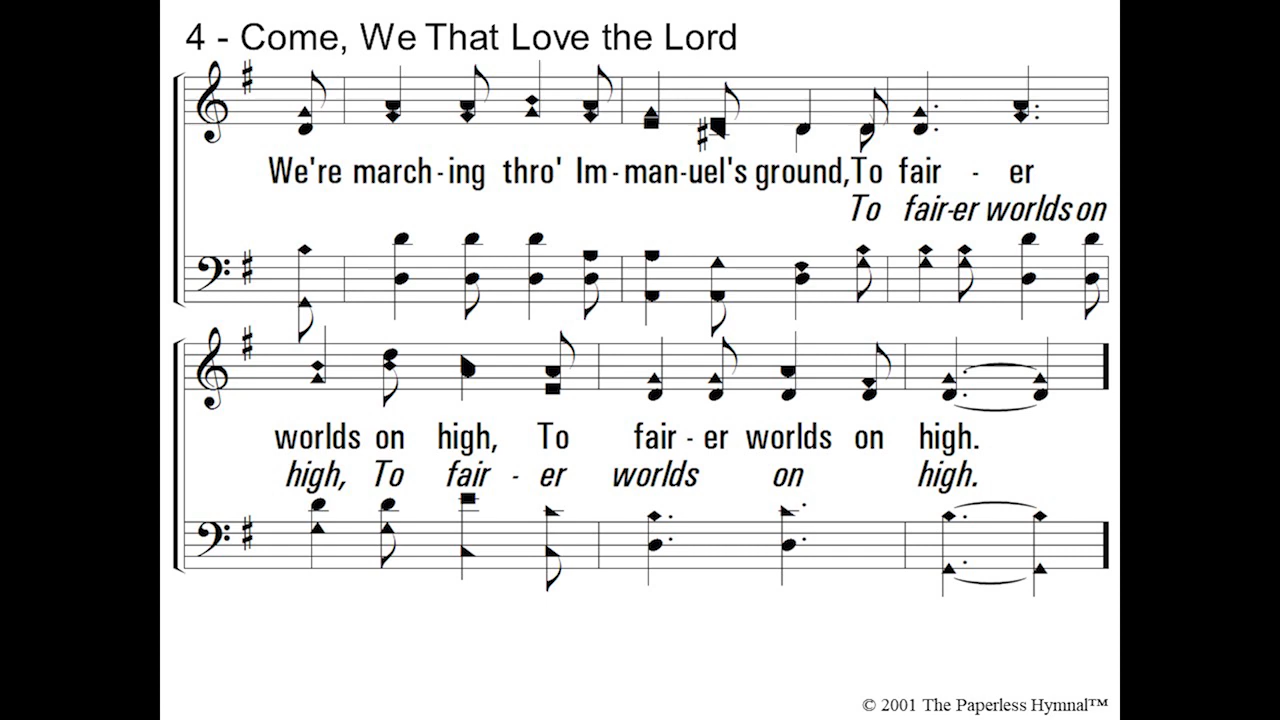 4 - Come, We That Love the Lord
We're march - ing thro' Im - man - uel's ground, To fair - er
To fair-er worlds on
worlds on high, To fair - er worlds on high.
high, To fair - er worlds on high.
© 2001 The Paperless Hymnal™